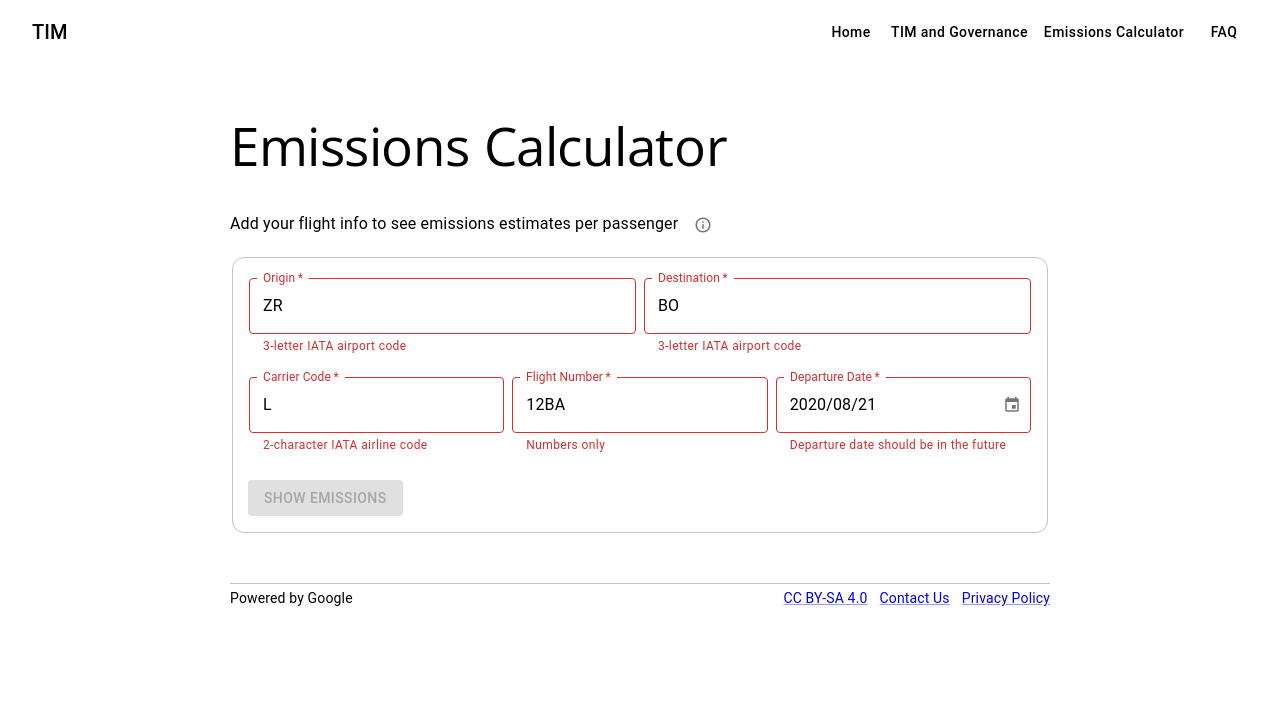 TIM
Home TIM and Governance Emissions Calculator FAQ
Emissions Calculator
Add your flight info to see emissions estimates per passenger
Origin * Destination *
ZR BO
3-letter IATA airport code 3-letter IATA airport code
Carrier Code * Flight Number * Departure Date *
L 12BA 2020/08/21
2-character IATA airline code Numbers only Departure date should be in the future
SHOW EMISSIONS
Powered by Google CC BY-SA 4.0 Contact Us Privacy Policy